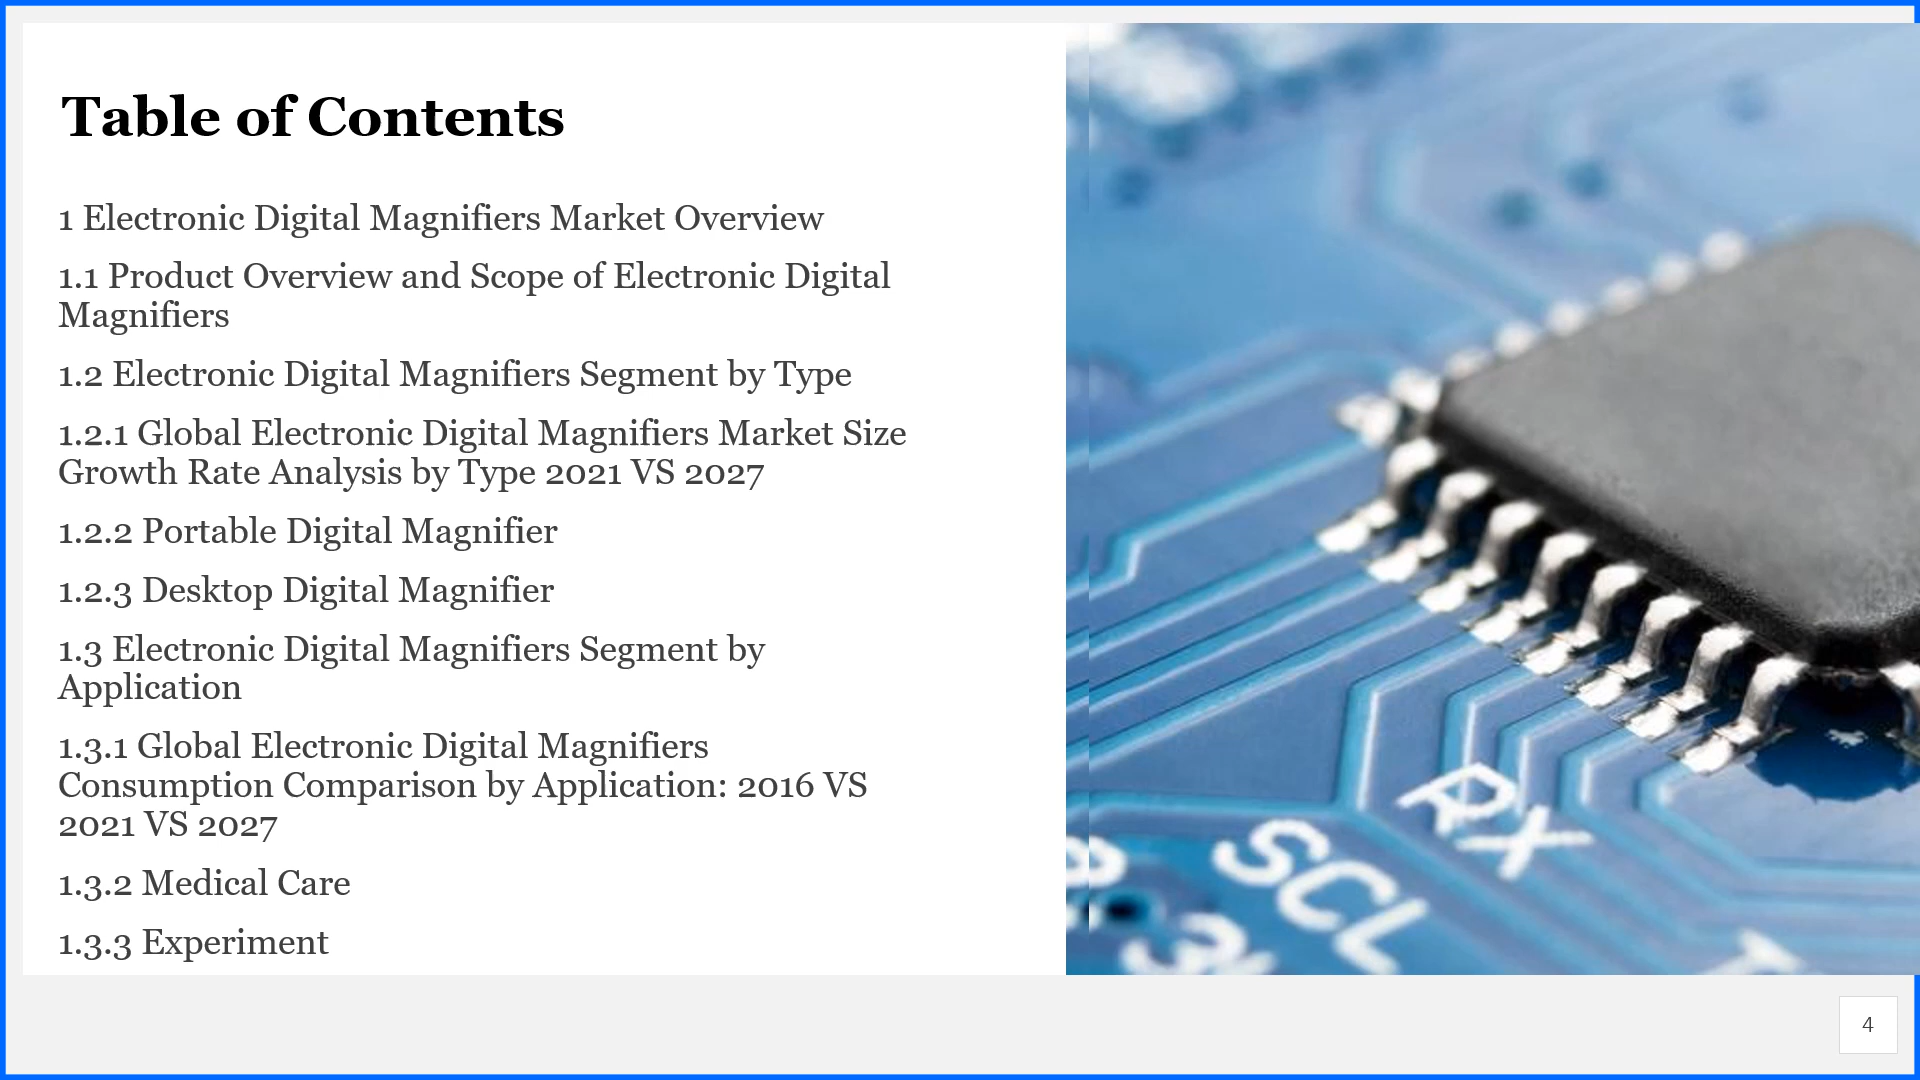 Table of Contents
1 Electronic Digital Magnifiers Market Overview
1.1 Product Overview and Scope of Electronic Digital
Magnifiers
1.2 Electronic Digital Magnifiers Segment by Type
1.2.1 Global Electronic Digital Magnifiers Market Size
Growth Rate Analysis by Type 2021 VS 2027
1.2.2 Portable Digital Magnifier
1.2.3 Desktop Digital Magnifier
1.3 Electronic Digital Magnifiers Segment by
Application
1.3.1 Global Electronic Digital Magnifiers
Consumption Comparison by Application: 2016 VS
2021 VS 2027
1.3.2 Medical Care
1.3.3 Experiment
RX
SCL
4